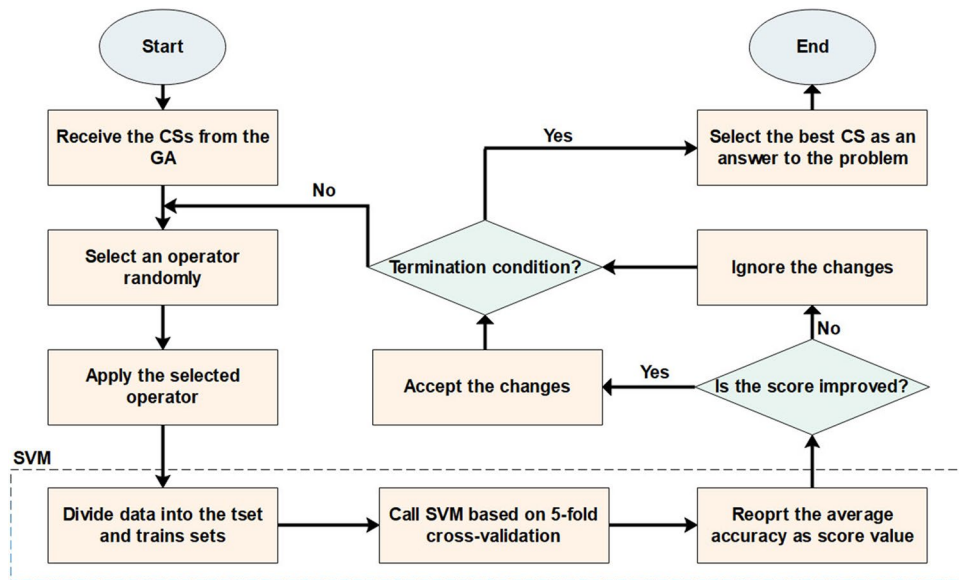 Start
End
Receive the CSs from the
GA
Yes
Select the best CS as an
answer to the problem
No
Select an operator
randomly
Termination condition?
Ignore the changes
No
Apply the selected
operator
Accept the changes
Yes
Is the score improved?
SVM
Divide data into the tset
and trains sets
Call SVM based on 5-fold
cross-validation
Reoprt the average
accuracy as score value